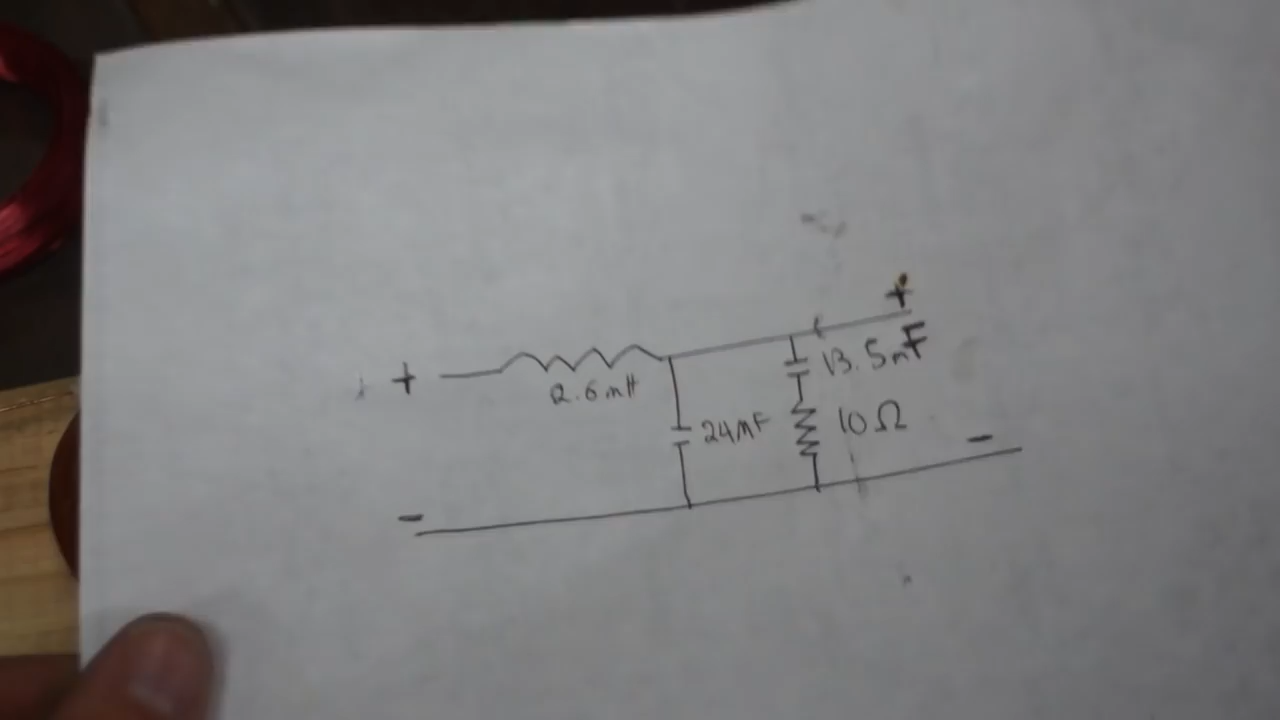 +
+
13.5mF
2.6mH
24mF
10Ω
-
-